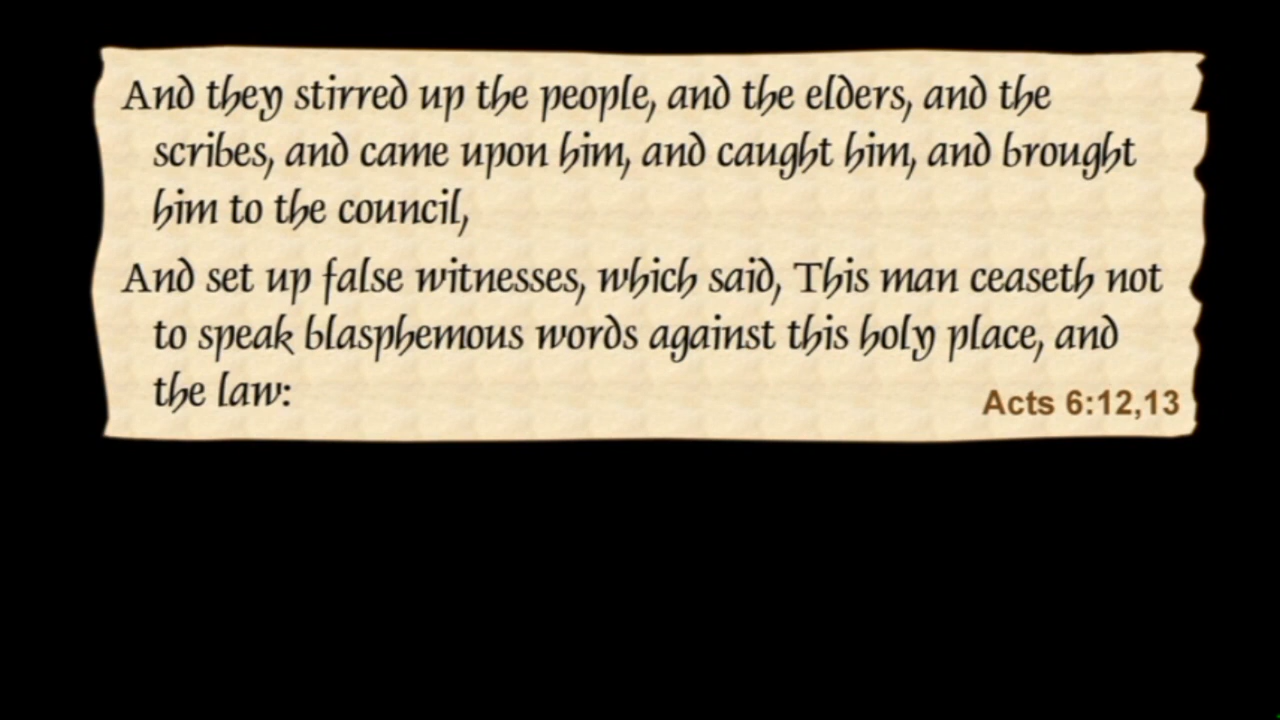 And they stirred up the people, and the elders, and the
scribes, and came upon him, and caught him, and brought
him to the council,
And set up false witnesses, which said, This man ceaseth not
to speak blasphemous words against this holy place, and
the law:
Acts 6:12,13